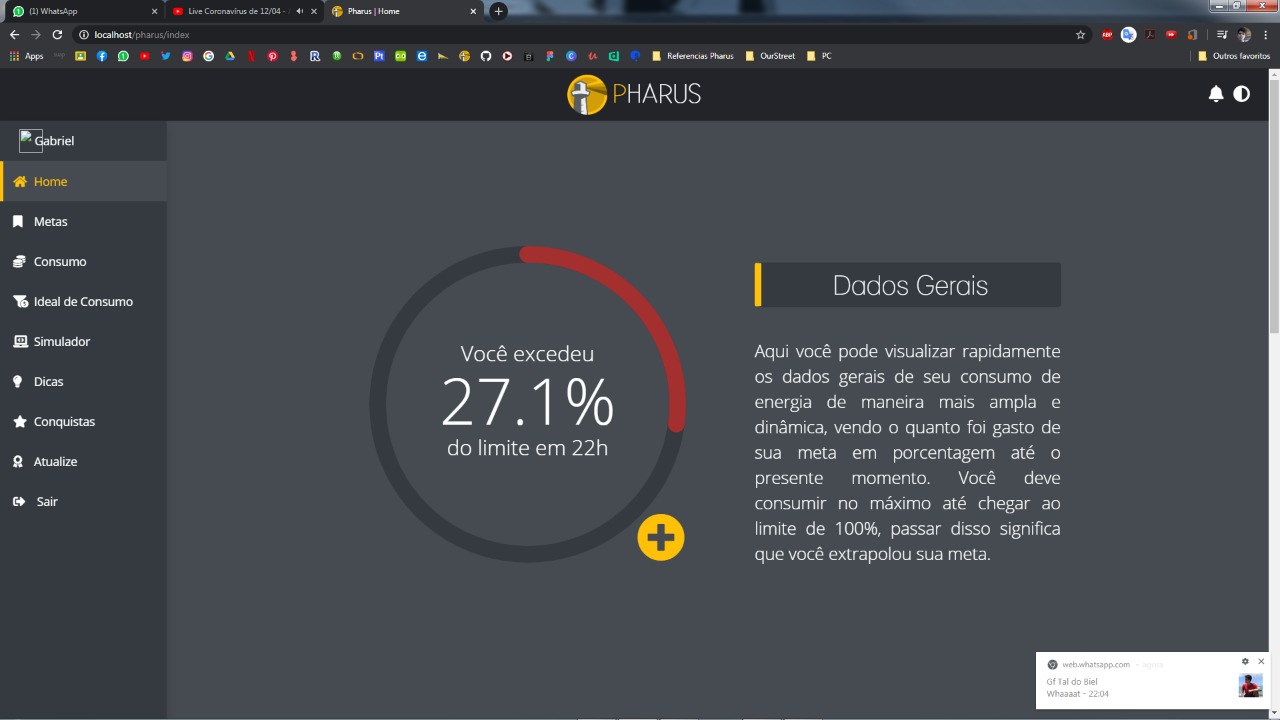 (1) WhatsApp
Live Coronavírus de 12/04 -
Pharus | Home
localhost/pharus/index
Apps
Referencias Pharus
OurStreet
PC
Outros favoritos
PHARUS
Gabriel
Home
Metas
Consumo
Ideal de Consumo
Simulador
Dicas
Conquistas
Atualize
Sair
Você excedeu
27.1%
do limite em 22h
Dados Gerais
Aqui você pode visualizar rapidamente
os dados gerais de seu consumo de
energia de maneira mais ampla e
dinâmica, vendo o quanto foi gasto de
sua meta em porcentagem até o
presente momento. Você deve
consumir no máximo até chegar ao
limite de 100%, passar disso significa
que você extrapolou sua meta.
web.whatsapp.com • agora
Gf Tal do Biel
Whaaaat - 22:04